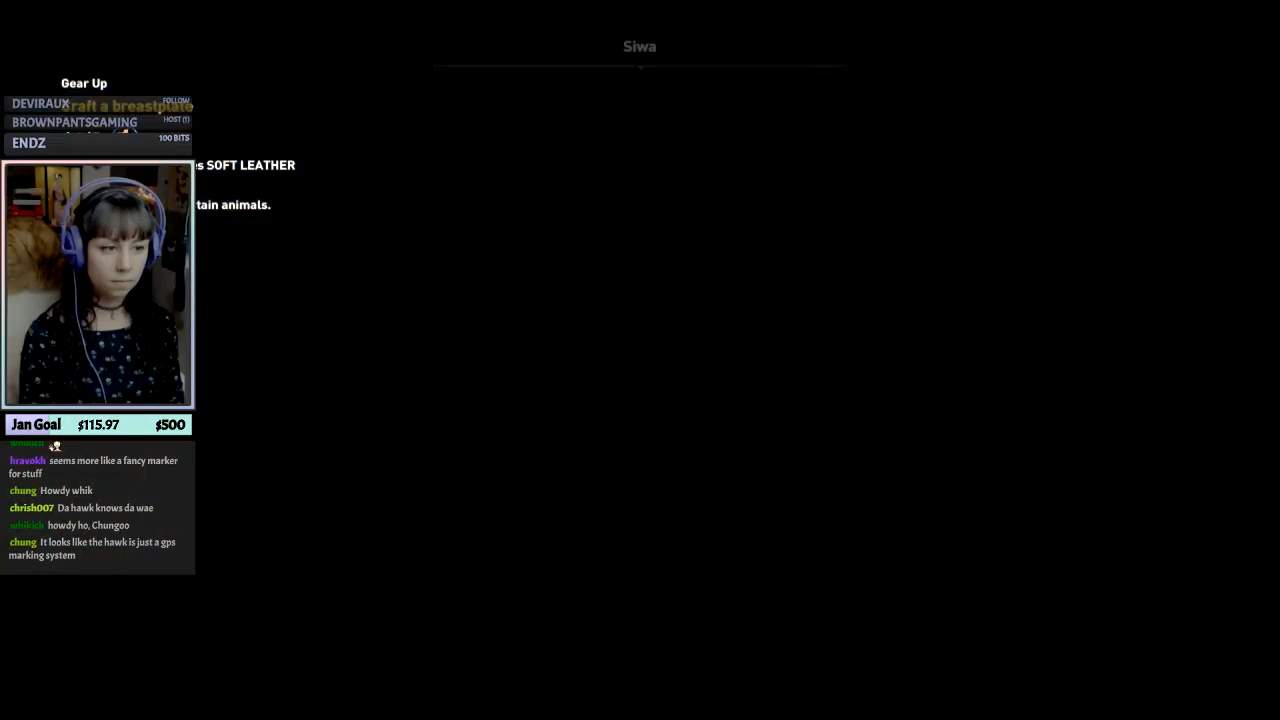 Siwa
Gear Up
Craft a breastplate
DEVIRAUX FOLLOW
BROWNPANTSGAMING HOST (1)
ENDZ 100 BITS
SOFT LEATHER
tain animals.
Jan Goal $115.97 $500
whikich
hravokh seems more like a fancy marker
for stuff
chung Howdy whik
chrish007 Da hawk knows da wae
whikich howdy ho, Chungoo
chung It looks like the hawk is just a gps
marking system